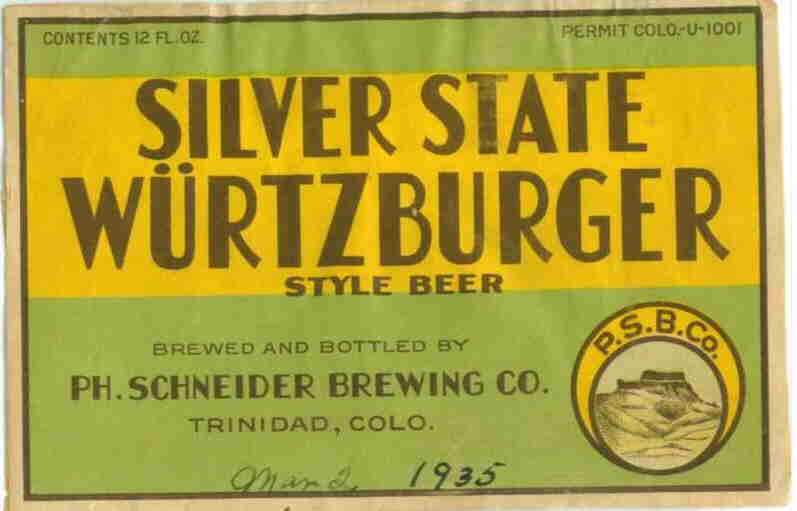 CONTENTS 12 FL. OZ.
PERMIT COLO.-U-1001
SILVER STATE
WÜRTZBURGER
STYLE BEER
P.S.B.Co.
BREWED AND BOTTLED BY
PH. SCHNEIDER BREWING CO.
TRINIDAD, COLO.
Mar 2, 1935